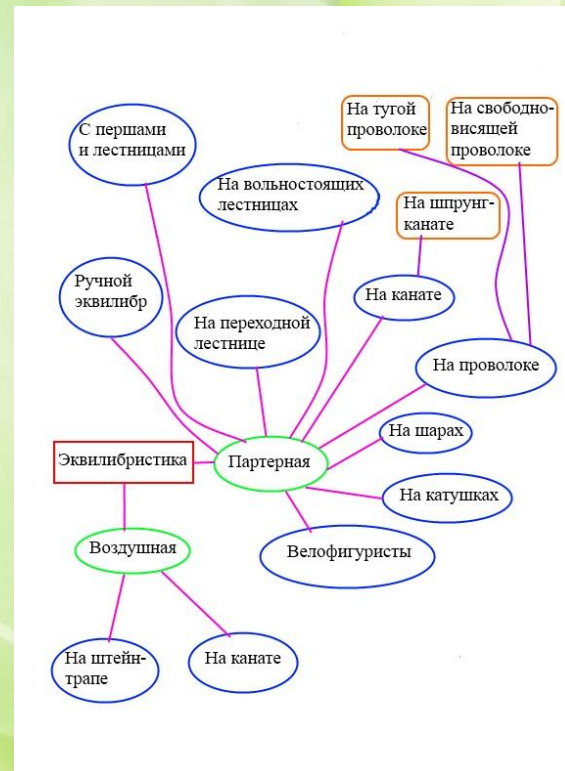 На тугой
проволоке
На свободно-
висящей
проволоке
С першами
и лестницами
На вольностоящих
лестницах
На шпрунг-
канате
Ручной
эквилибр
На канате
На переходной
лестнице
На проволоке
На шарах
Эквилибристика
Партерная
На катушках
Воздушная
Велофигуристы
На штейн-
трапе
На канате